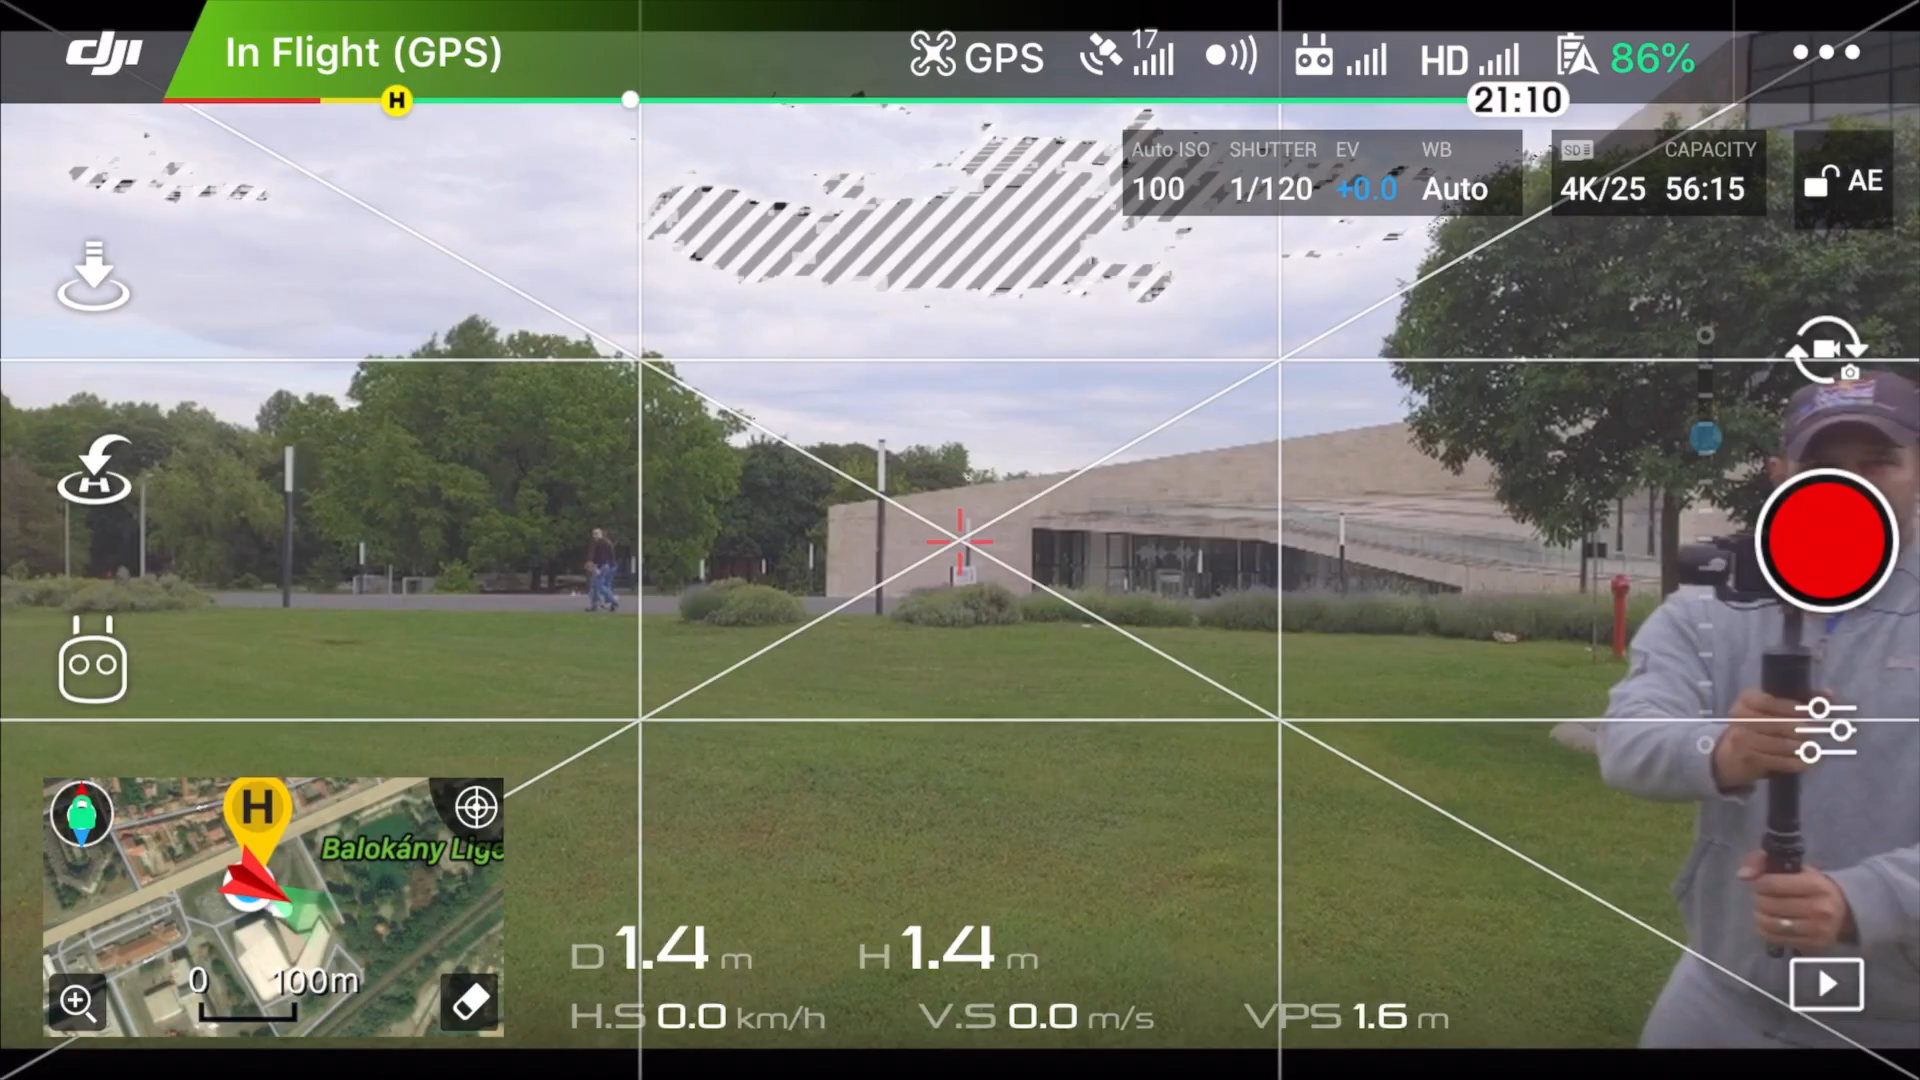 dji
In Flight (GPS)
GPS
17
HD
86%
H
21:10
Auto ISO SHUTTER EV WB
100 1/120 +0.0 Auto
SD CAPACITY
4K/25 56:15
AE
H
H
Balokány Lige
0 100m
D 1.4 m H 1.4 m
H.S 0.0 km/h V.S 0.0 m/s VPS 1.6 m